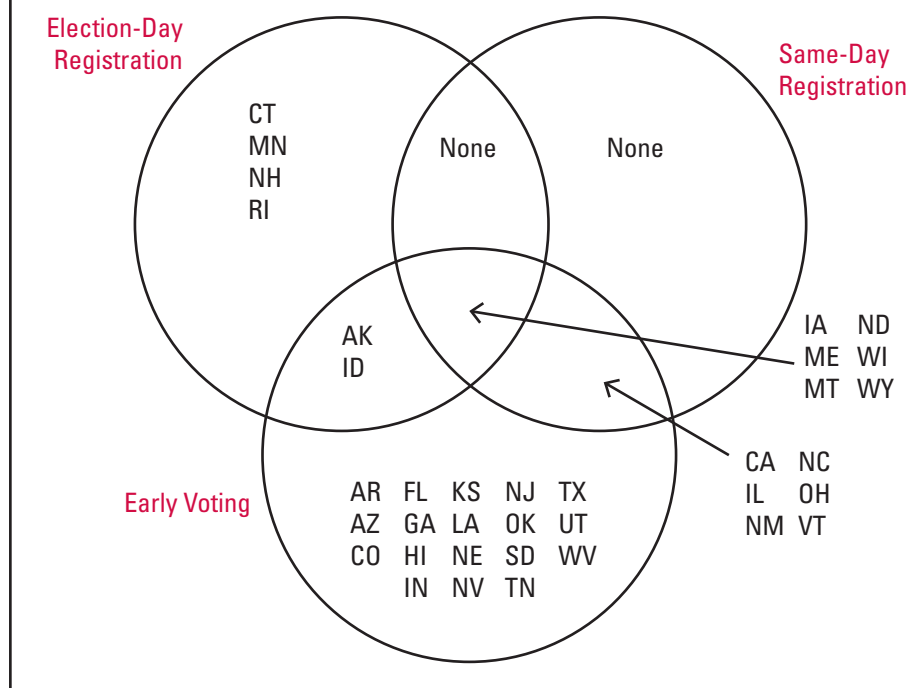 Election-Day
Registration
Same-Day
Registration
CT
MN
NH
RI
None
None
AK
ID
IA ND
ME WI
MT WY
CA NC
IL OH
NM VT
Early Voting
AR FL KS NJ TX
AZ GA LA OK UT
CO HI NE SD WV
IN NV TN